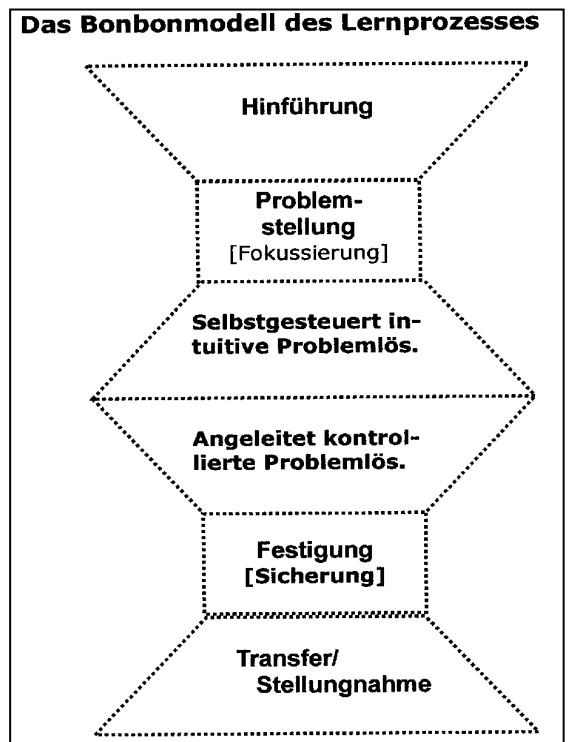 Das Bonbonmodell des Lernprozesses
Hinführung
Problem-
stellung
[Fokussierung]
Selbstgesteuert in-
tuitive Problemlös.
Angeleitet kontrol-
lierte Problemlös.
Festigung
[Sicherung]
Transfer/
Stellungnahme